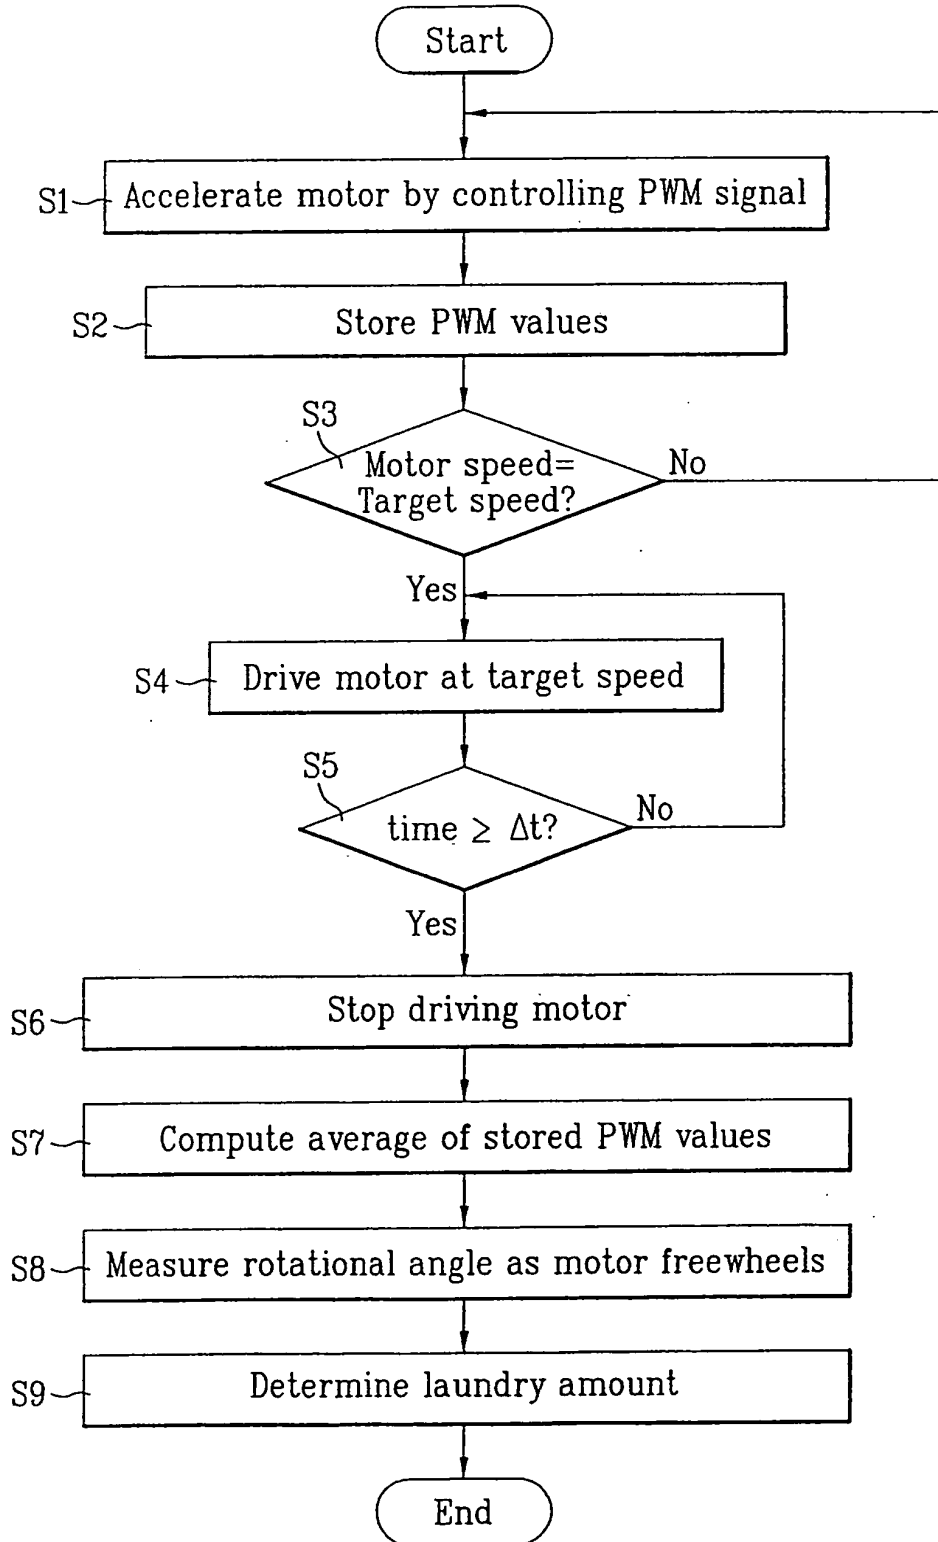 Start
S1
Accelerate motor by controlling PWM signal
S2
Store PWM values
S3
Motor speed=
Target speed?
No
Yes
S4
Drive motor at target speed
S5
time ≥ Δt?
No
Yes
S6
Stop driving motor
S7
Compute average of stored PWM values
S8
Measure rotational angle as motor freewheels
S9
Determine laundry amount
End